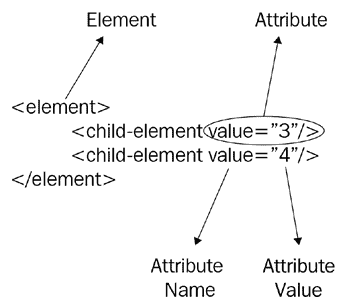 Element Attribute
<element>
<child-element value=”3”/>
<child-element value=”4”/>
</element>
Attribute Attribute
Name Value